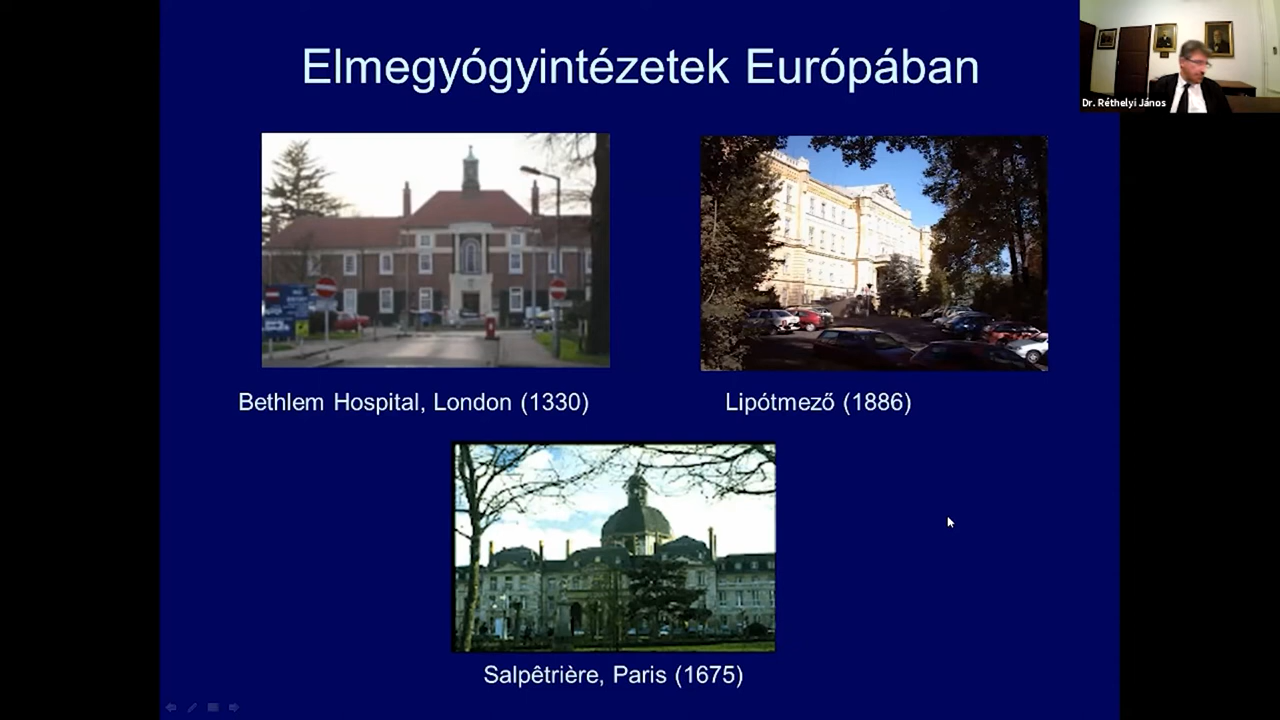 Elmegyógyintézetek Európában
Dr. Réthelyi János
Bethlem Hospital, London (1330)
Lipótmező (1886)
Salpêtrière, Paris (1675)